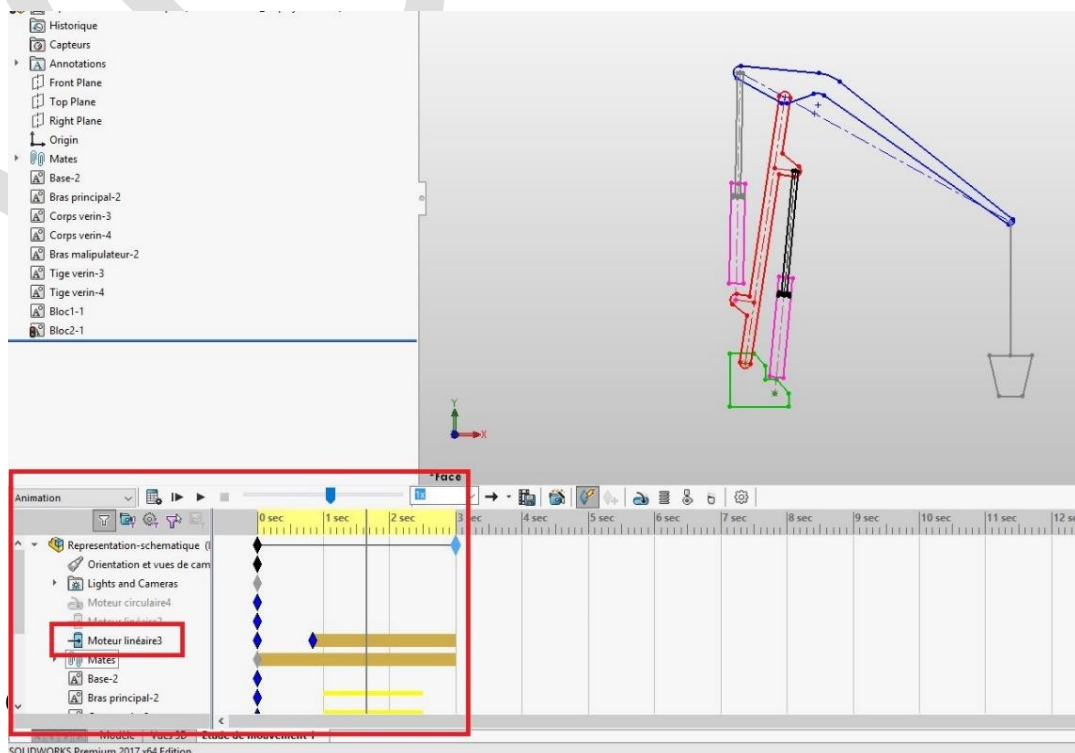 Historique
Capteurs
Annotations
Front Plane
Top Plane
Right Plane
Origin
Mates
Base-2
Bras principal-2
Corps verin-3
Corps verin-4
Bras malipulateur-2
Tige verin-3
Tige verin-4
Bloc1-1
Bloc2-1
Y
X
*Face
Animation
1x
0 sec 1 sec 2 sec 3 sec 4 sec 5 sec 6 sec 7 sec 8 sec 9 sec 10 sec 11 sec 12 se
Representation-schematique (I
Orientation et vues de cam
Lights and Cameras
Moteur circulaire4
Moteur linéaire3
Mates
Base-2
Bras principal-2
Modèle Vues 3D Etude de mouvement 1
SOLIDWORKS Premium 2017 x64 Edition